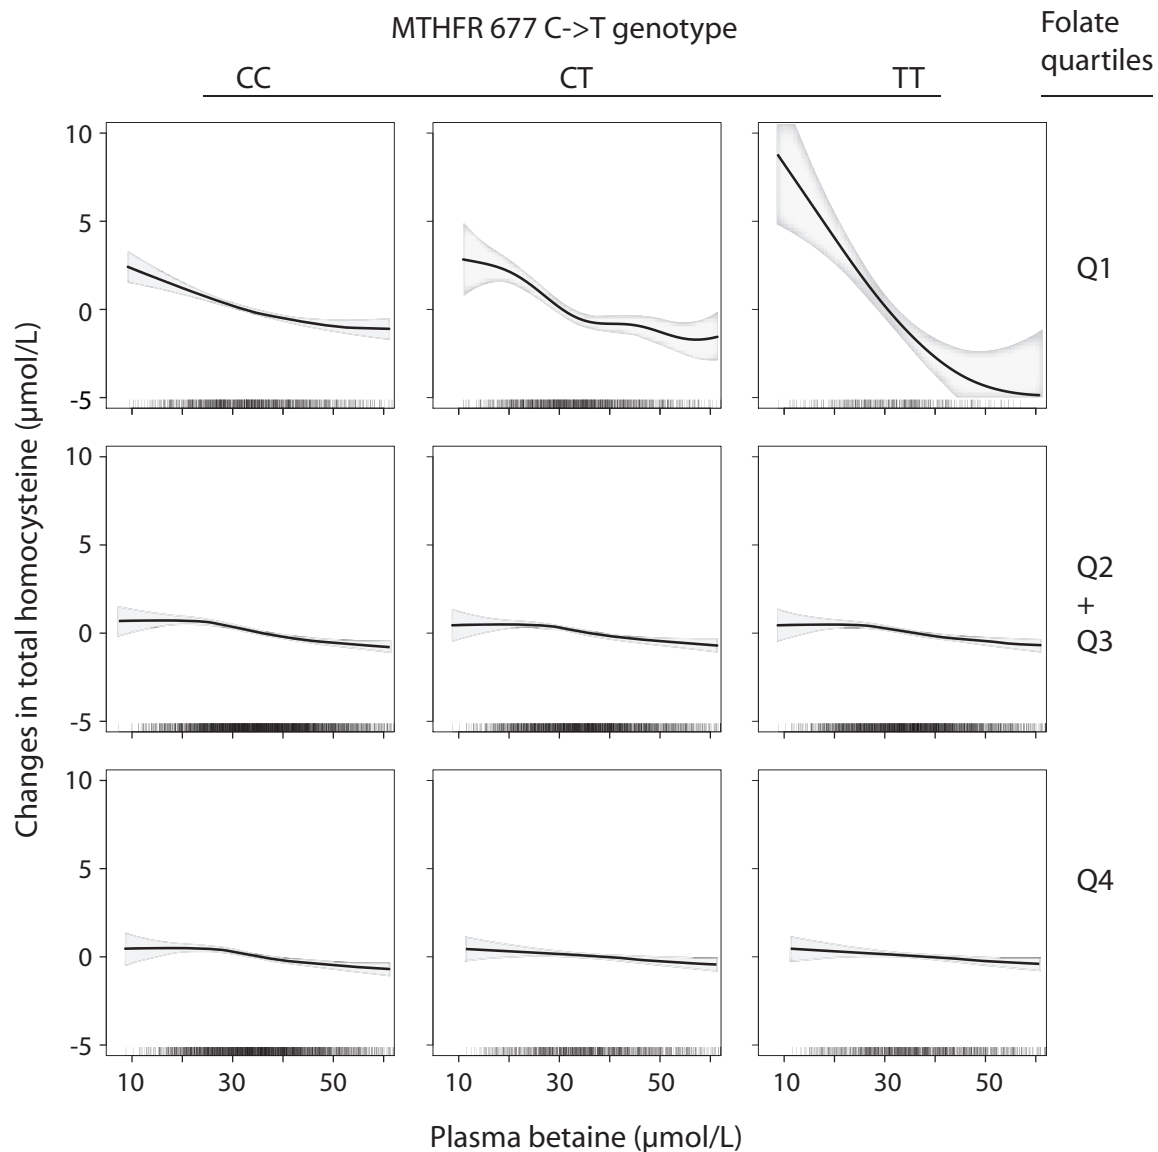 MTHFR 677 C->T genotype
Folate
quartiles
CC
CT
TT
10
5
0
-5
Q1
10
5
0
-5
Q2
+
Q3
10
5
0
-5
Q4
Changes in total homocysteine (µmol/L)
10
30
50
10
30
50
10
30
50
Plasma betaine (µmol/L)